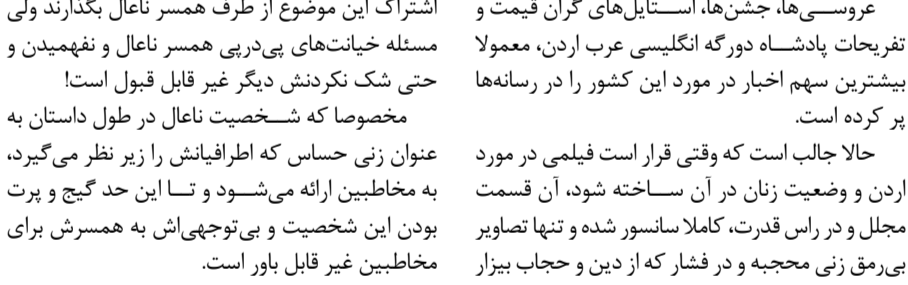 عروسی‌ها، جشن‌ها، استایل‌های گران قیمت و
تفریحات پادشاه دورگه انگلیسی عرب اردن، معمولا
بیشترین سهم اخبار در مورد این کشور را در رسانه‌ها
پر کرده است.
حالا جالب است که وقتی قرار است فیلمی در مورد
اردن و وضعیت زنان در آن ساخته شود، آن قسمت
مجلل و در راس قدرت، کاملا سانسور شده و تنها تصاویر
بی‌رمق زنی محجبه و در فشار که از دین و حجاب بیزار
اشتراک این موضوع از طرف همسر ناعال بگذارند ولی
مسئله خیانت‌های پی‌درپی همسر ناعال و نفهمیدن و
حتی شک نکردنش دیگر غیر قابل قبول است!
مخصوصا که شخصیت ناعال در طول داستان به
عنوان زنی حساس که اطرافیانش را زیر نظر می‌گیرد،
به مخاطبین ارائه می‌شود و تا این حد گیج و پرت
بودن این شخصیت و بی‌توجهی‌اش به همسرش برای
مخاطبین غیر قابل باور است.